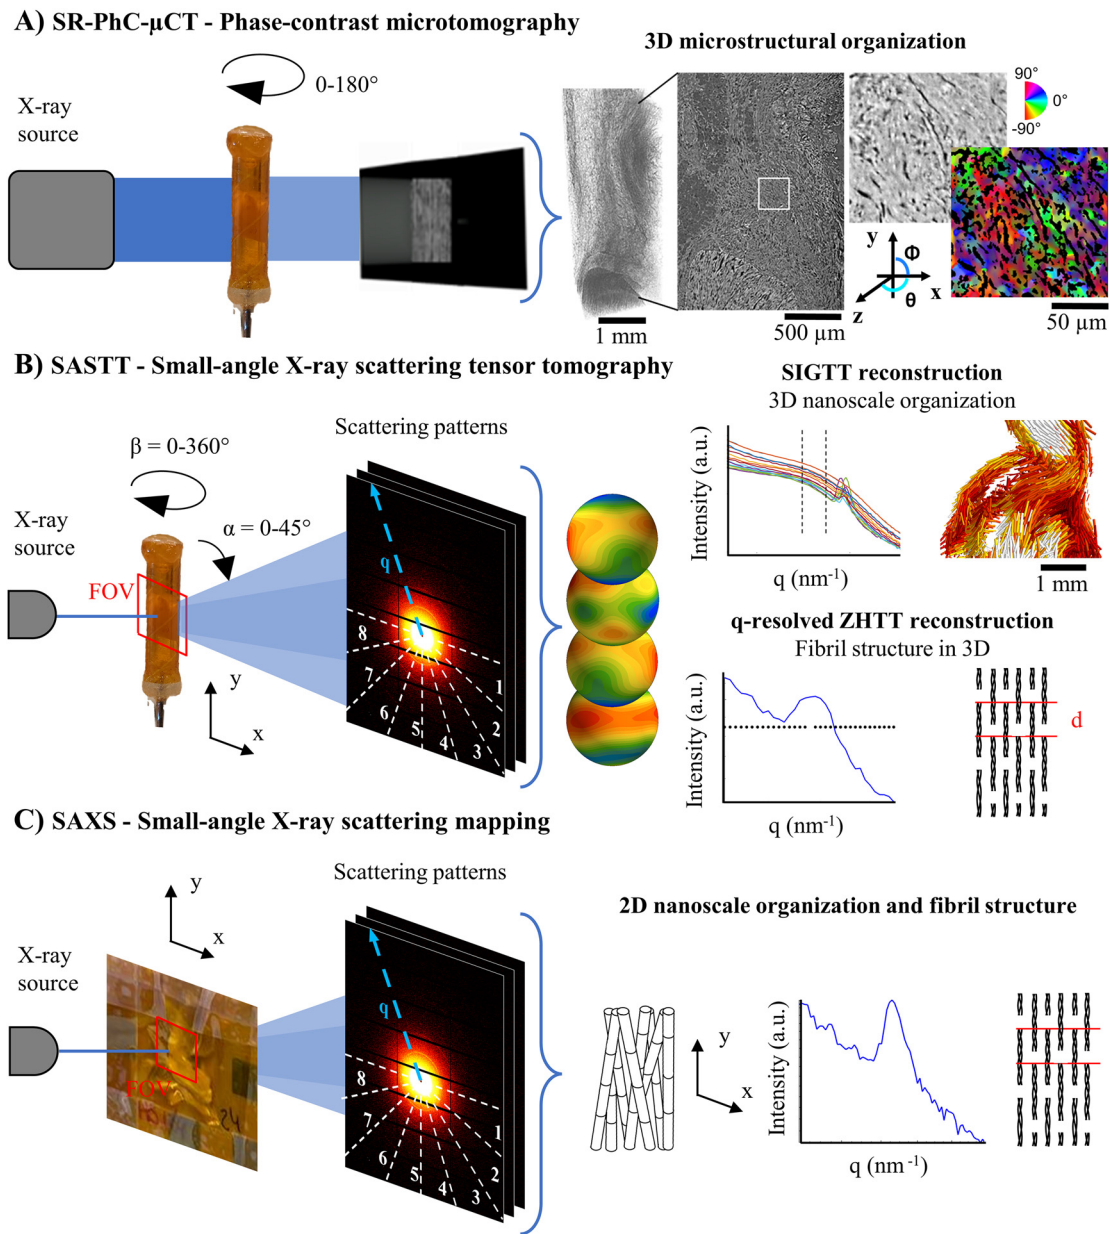 A) SR-PhC-μCT - Phase-contrast microtomography
3D microstructural organization
0-180°
X-ray
source
90°
0°
-90°
y
Φ
x
θ
z
1 mm
500 μm
50 μm
B) SASTT - Small-angle X-ray scattering tensor tomography
SIGTT reconstruction
3D nanoscale organization
Scattering patterns
β = 0-360°
α = 0-45°
X-ray
source
FOV
q
8
7
6
5
4
3
2
1
y
x
Intensity (a.u.)
q (nm-1)
1 mm
q-resolved ZHTT reconstruction
Fibril structure in 3D
Intensity (a.u.)
q (nm-1)
d
C) SAXS - Small-angle X-ray scattering mapping
Scattering patterns
2D nanoscale organization and fibril structure
y
x
X-ray
source
FOV
24
q
8
7
6
5
4
3
2
1
y
x
Intensity (a.u.)
q (nm-1)